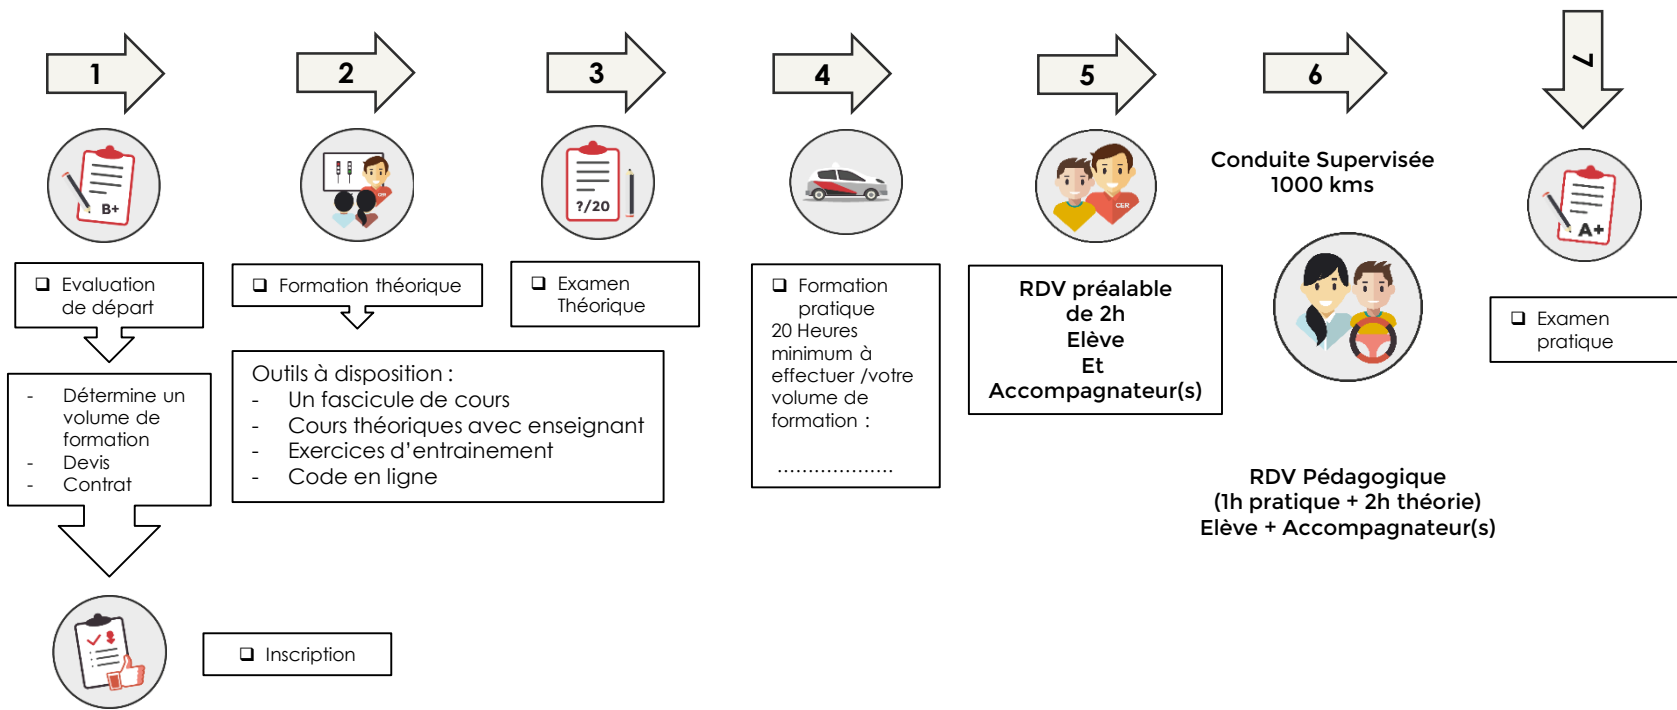 1
B+
❑ Evaluation
de départ
- Détermine un
volume de
formation
- Devis
- Contrat
❑ Inscription
2
CER
❑ Formation théorique
Outils à disposition :
- Un fascicule de cours
- Cours théoriques avec enseignant
- Exercices d’entrainement
- Code en ligne
3
?/20
❑ Examen
Théorique
4
❑ Formation
pratique
20 Heures
minimum à
effectuer /votre
volume de
formation :
...................
5
CER
RDV préalable
de 2h
Elève
Et
Accompagnateur(s)
6
Conduite Supervisée
1000 kms
RDV Pédagogique
(1h pratique + 2h théorie)
Elève + Accompagnateur(s)
7
A+
❑ Examen
pratique